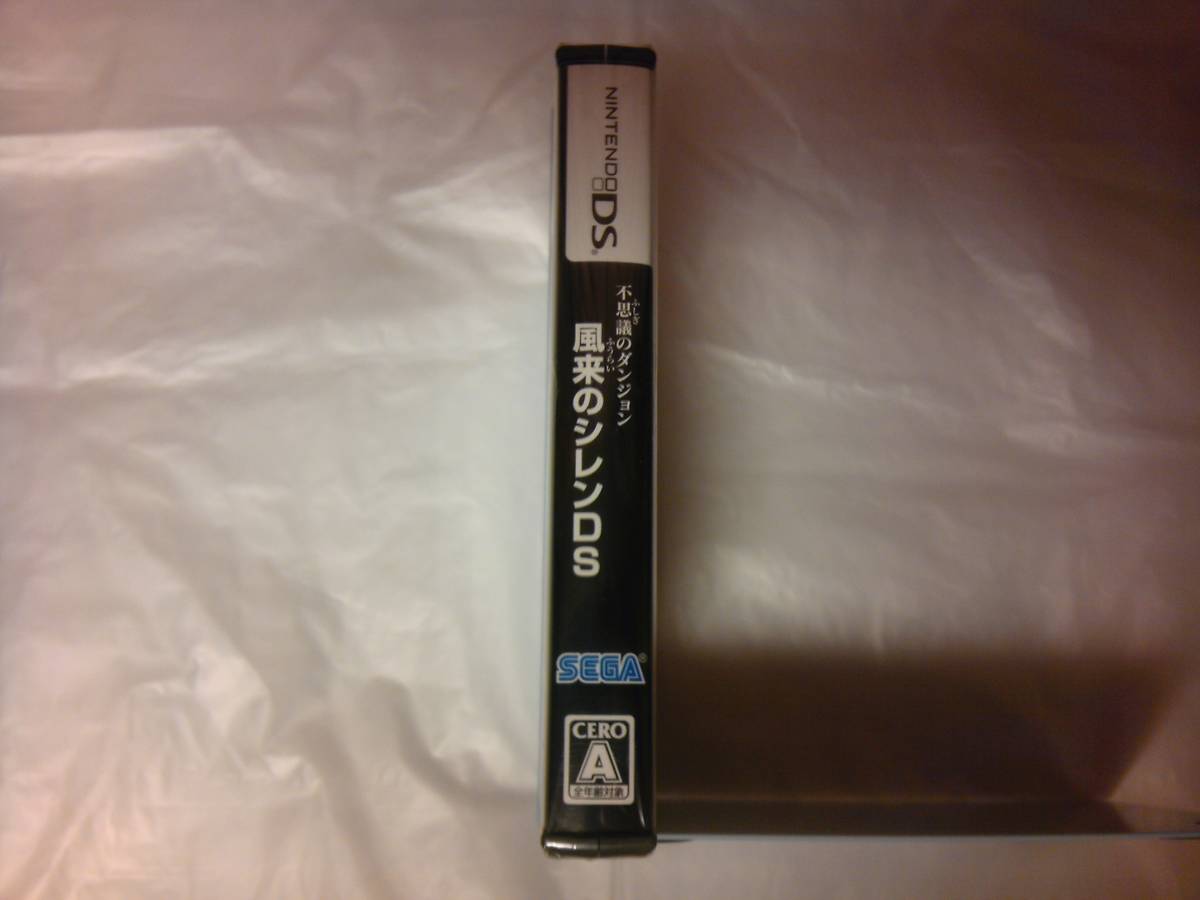 NINTENDO DS®
不思議のダンジョン
ふしぎ
風来のシレンDS
ふうらい
SEGA®
CERO
A
全年齢対象